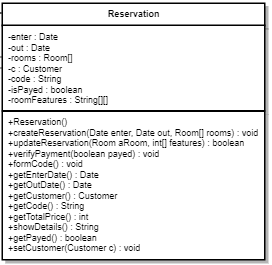 Reservation
-enter : Date
-out : Date
-rooms : Room[]
-c : Customer
-code : String
-isPayed : boolean
-roomFeatures : String[][]
+Reservation()
+createReservation(Date enter, Date out, Room[] rooms) : void
+updateReservation(Room aRoom, int[] features) : boolean
+verifyPayment(boolean payed) : void
+formCode() : void
+getEnterDate() : Date
+getOutDate() : Date
+getCustomer() : Customer
+getCode() : String
+getTotalPrice() : int
+showDetails() : String
+getPayed() : boolean
+setCustomer(Customer c) : void